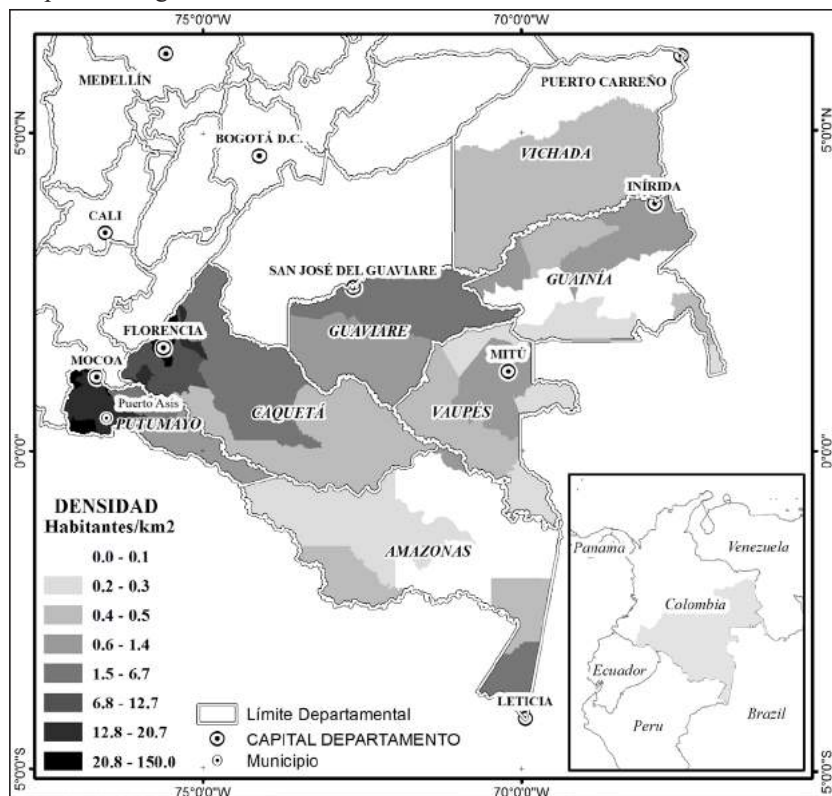 75°0'0"W 70°0'0"W
MEDELLÍN
PUERTO CARREÑO
5°0'0"N 5°0'0"N
BOGOTÁ D.C.
VICHADA
INÍRIDA
CALI
SAN JOSÉ DEL GUAVIARE
GUAINÍA
FLORENCIA
GUAVIARE
MOCOA
MITÚ
Puerto Asis
CAQUETÁ
VAUPÉS
PUTUMAYO
0°0'0" 0°0'0"
DENSIDAD
Habitantes/km2
0.0 - 0.1
0.2 - 0.3
0.4 - 0.5
0.6 - 1.4
1.5 - 6.7
6.8 - 12.7
12.8 - 20.7
20.8 - 150.0
AMAZONAS
LETICIA
Límite Departamental
CAPITAL DEPARTAMENTO
Municipio
Panama
Venezuela
Colombia
Ecuador
Peru
Brazil
5°0'0"S 5°0'0"S
75°0'0"W 70°0'0"W